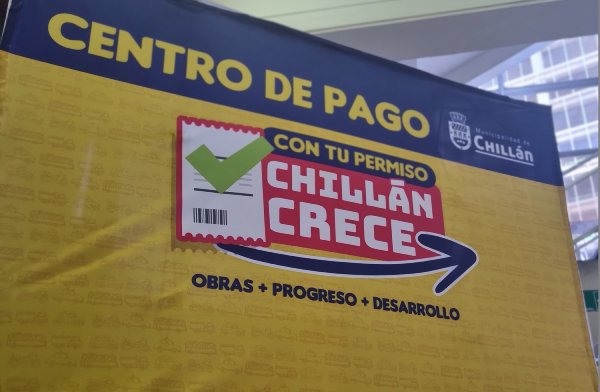 CENTRO DE PAGO
Municipalidad de
CHILLÁN
CON TU PERMISO
CHILLÁN
CRECE
OBRAS + PROGRESO + DESARROLLO